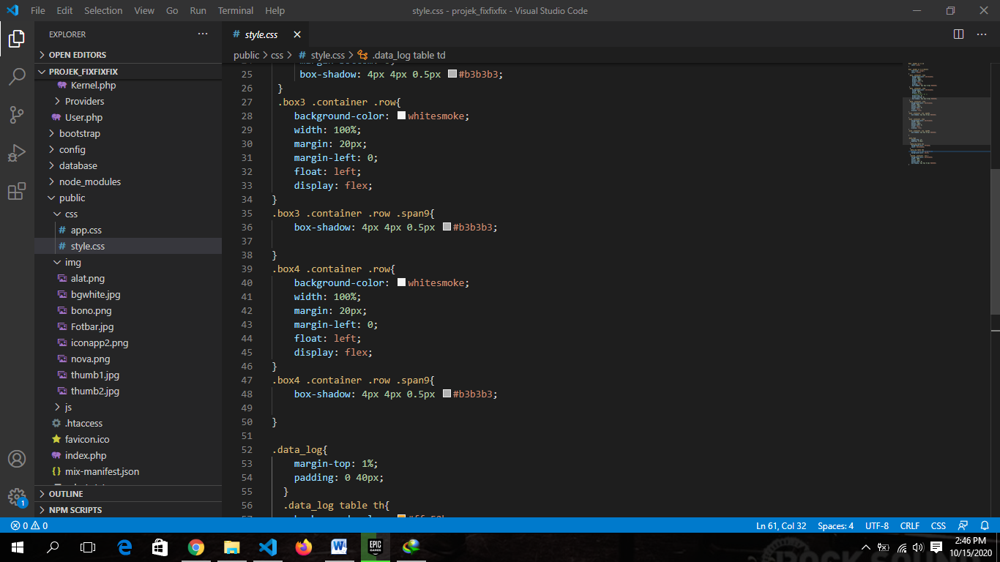 File Edit Selection View Go Run Terminal Help
style.css - projek_fixfixfix - Visual Studio Code
EXPLORER
OPEN EDITORS
PROJEK_FIXFIXFIX
Kernel.php
Providers
User.php
bootstrap
config
database
node_modules
public
css
app.css
style.css
img
alat.png
bgwhite.jpg
bono.png
Fotbar.jpg
iconapp2.png
nova.png
thumb1.jpg
thumb2.jpg
js
.htaccess
favicon.ico
index.php
mix-manifest.json
OUTLINE
NPM SCRIPTS
# style.css
public > css > # style.css > .data_log table td
25 box-shadow: 4px 4px 0.5px #b3b3b3;
26 }
27 .box3 .container .row{
28 background-color: whitesmoke;
29 width: 100%;
30 margin: 20px;
31 margin-left: 0;
32 float: left;
33 display: flex;
34 }
35 .box3 .container .row .span9{
36 box-shadow: 4px 4px 0.5px #b3b3b3;
37
38 }
39 .box4 .container .row{
40 background-color: whitesmoke;
41 width: 100%;
42 margin: 20px;
43 margin-left: 0;
44 float: left;
45 display: flex;
46 }
47 .box4 .container .row .span9{
48 box-shadow: 4px 4px 0.5px #b3b3b3;
49
50 }
51
52 .data_log{
53 margin-top: 1%;
54 padding: 0 40px;
55 }
56 .data_log table th{
1
0 0
Ln 61, Col 32 Spaces: 4 UTF-8 CRLF CSS
EPIC GAMES
2:46 PM
10/15/2020